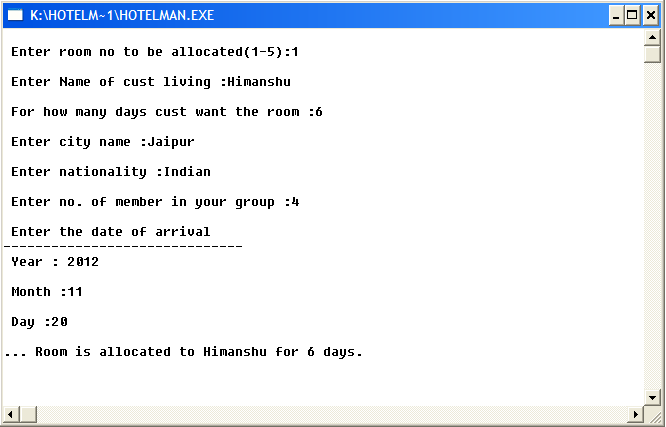 K:\HOTELM~1\HOTELMAN.EXE
Enter room no to be allocated(1-5):1
Enter Name of cust living :Himanshu
For how many days cust want the room :6
Enter city name :Jaipur
Enter nationality :Indian
Enter no. of member in your group :4
Enter the date of arrival
------------------------------
Year : 2012
Month :11
Day :20
... Room is allocated to Himanshu for 6 days.